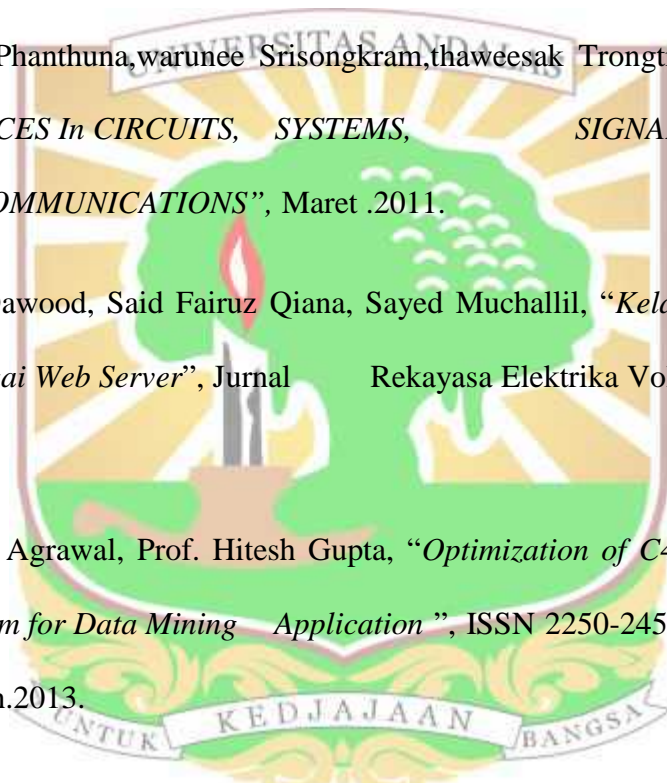 UNIVERSITAS ANDALAS
Phanthuna,warunee Srisongkram,thaweesak Trongt
CES In CIRCUITS, SYSTEMS, SIGNA
OMMUNICATIONS”, Maret .2011.
awood, Said Fairuz Qiana, Sayed Muchallil, “Kela
ai Web Server”, Jurnal Rekayasa Elektrika Vo
Agrawal, Prof. Hitesh Gupta, “Optimization of C4
m for Data Mining Application ”, ISSN 2250-245
.2013.
UNTUK KEDJAJAAN BANGSA